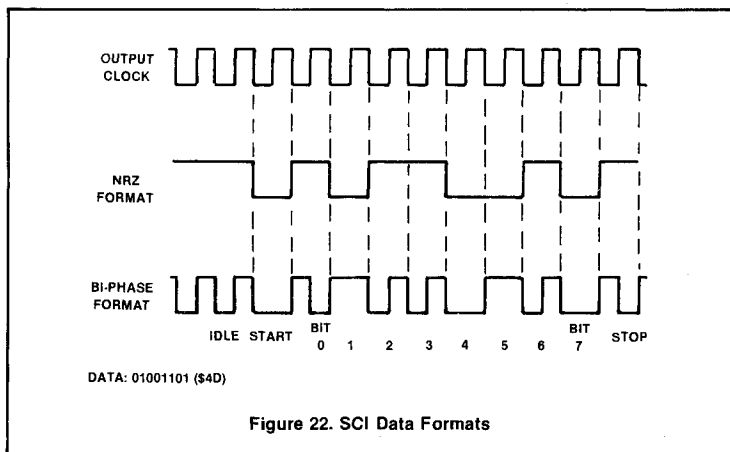 OUTPUT
CLOCK
NRZ
FORMAT
BI-PHASE
FORMAT
IDLE START BIT 0 1 2 3 4 5 6 BIT 7 STOP
DATA: 01001101 ($4D)
Figure 22. SCI Data Formats